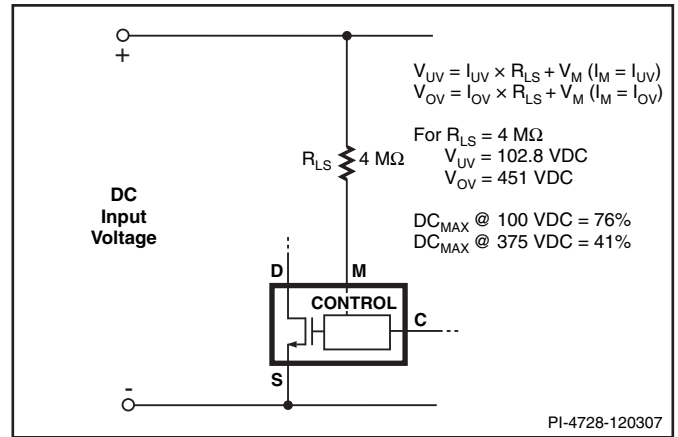 +
V_UV = I_UV × R_LS + V_M (I_M = I_UV)
V_OV = I_OV × R_LS + V_M (I_M = I_OV)
For R_LS = 4 MΩ
V_UV = 102.8 VDC
V_OV = 451 VDC
R_LS 4 MΩ
DC
Input
Voltage
DC_MAX @ 100 VDC = 76%
DC_MAX @ 375 VDC = 41%
D M
CONTROL
C
S
-
PI-4728-120307